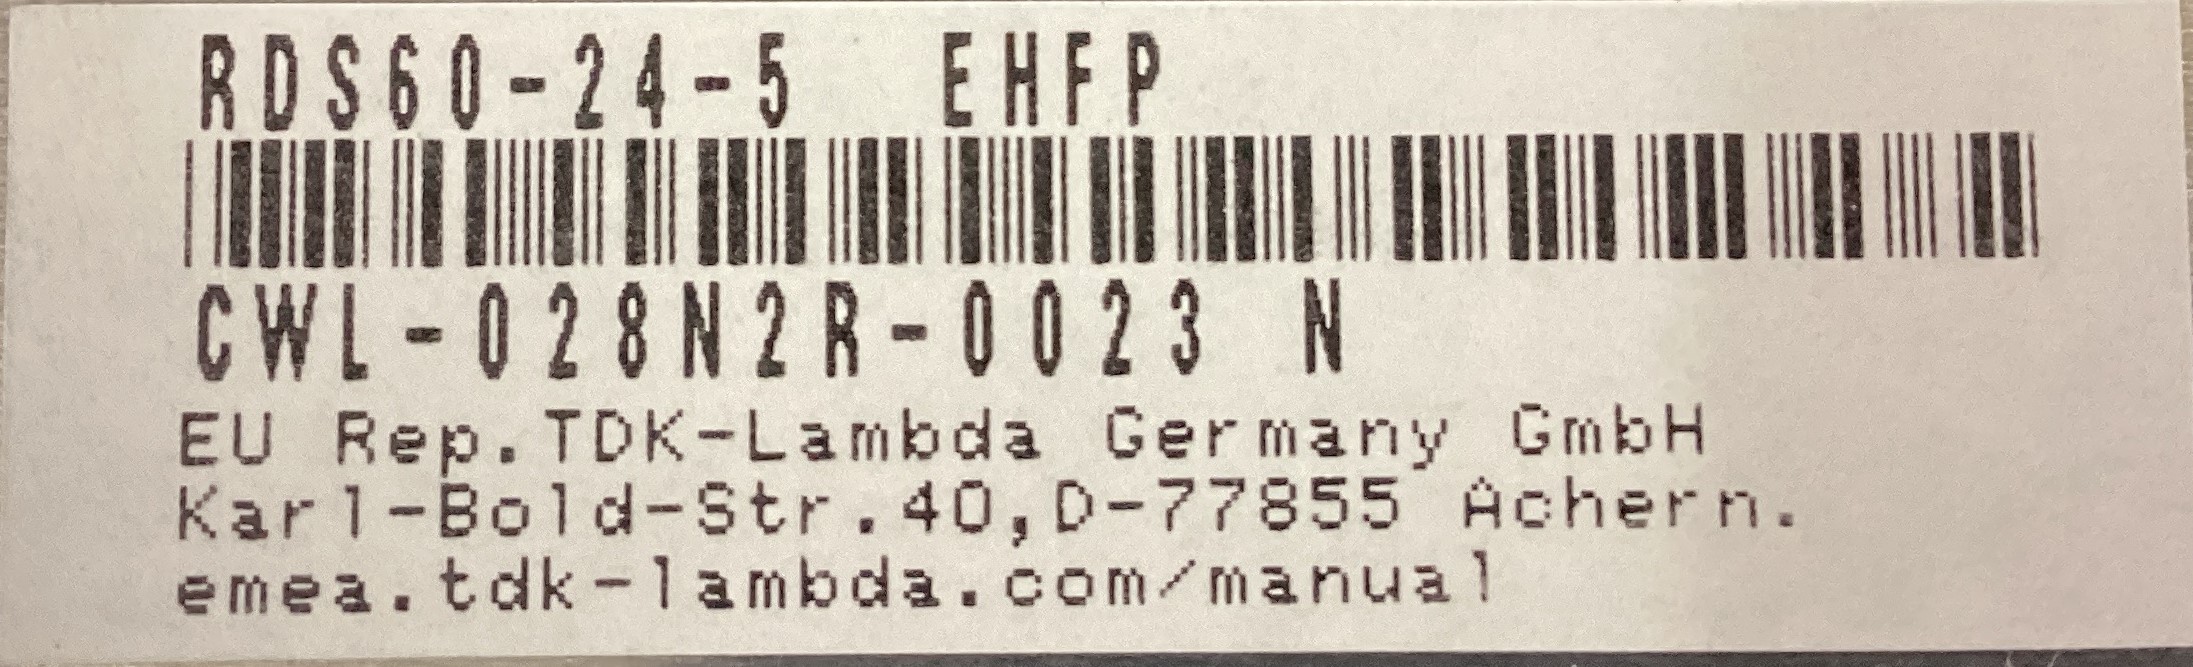 RDS60-24-5 EHFP
CWL-028N2R-0023 N
EU Rep.TDK-Lambda Germany GmbH
Karl-Bold-Str.40,D-77855 Achern.
emea.tdk-lambda.com/manual